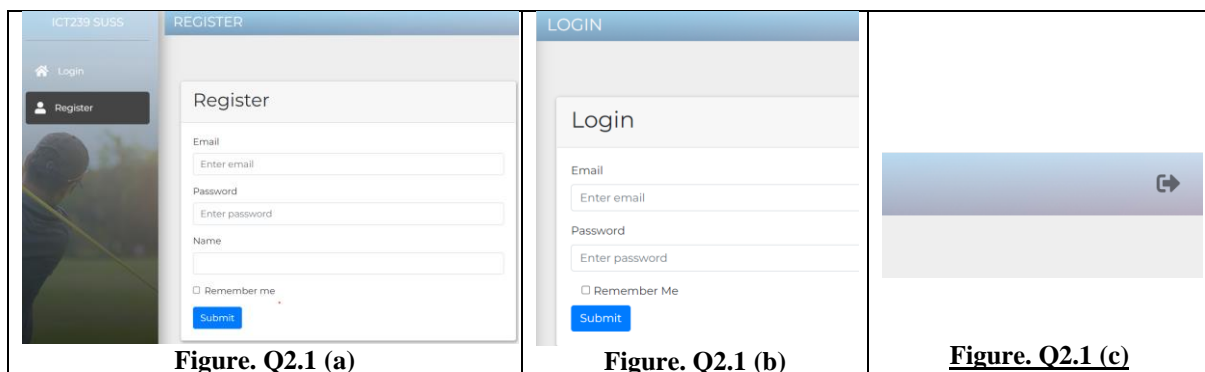 ICT239 SUSS
REGISTER
Login
Register
Register
Email
Enter email
Password
Enter password
Name
Remember me
*
Submit
Figure. Q2.1 (a)
LOGIN
Login
Email
Enter email
Password
Enter password
Remember Me
Submit
Figure. Q2.1 (b)
Figure. Q2.1 (c)